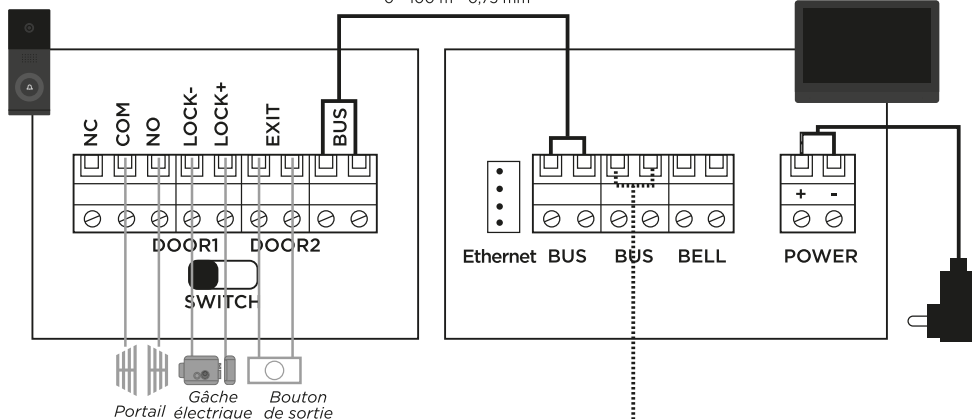 NC
COM
NO
LOCK-
LOCK+
EXIT
BUS
DOOR1 DOOR2
SWITCH
Portail
Gâche
électrique
Bouton
de sortie
Ethernet BUS BUS BELL
+ -
POWER